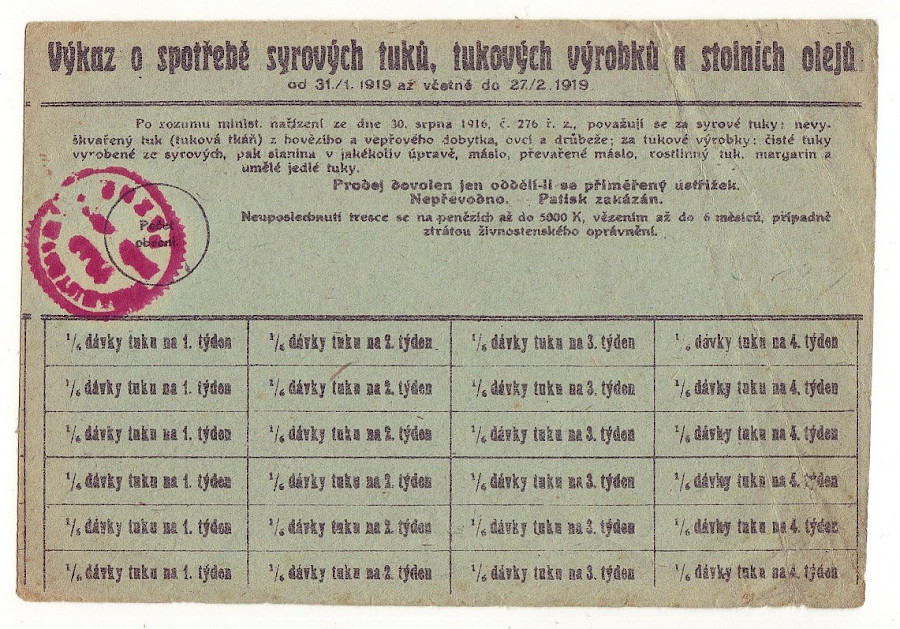 Výkaz o spotřebě syrových tuků, tukových výrobků a stolních olejů
od 31./1. 1919 až včetně do 27./2. 1919.
Po rozumu minist. nařízení ze dne 30. srpna 1916, č. 276 ř. z., považují se za syrové tuky: nevy-
škvařený tuk (tuková tkáň) z hovězího a vepřového dobytka, ovcí a drůbeže; za tukové výrobky: čisté tuky
vyrobené ze syrových, pak slanina v jakékoliv úpravě, máslo, převařené máslo, rostlinný tuk, margarin a
umělé jedlé tuky.
Prodej dovolen jen oddělí-li se přiměřený ústřižek.
Nepřevodno. Patisk zakázán.
Neuposlechnutí tresce se na penězích až do 5000 K, vězením až do 6 měsíců, případně
ztrátou živnostenského oprávnění.
Pečeť
obecní.
1/6 dávky tuku na 1. týden 1/6 dávky tuku na 2. týden 1/6 dávky tuku na 3. týden 1/6 dávky tuku na 4. týden
1/6 dávky tuku na 1. týden 1/6 dávky tuku na 2. týden 1/6 dávky tuku na 3. týden 1/6 dávky tuku na 4. týden
1/6 dávky tuku na 1. týden 1/6 dávky tuku na 2. týden 1/6 dávky tuku na 3. týden 1/6 dávky tuku na 4. týden
1/6 dávky tuku na 1. týden 1/6 dávky tuku na 2. týden 1/6 dávky tuku na 3. týden 1/6 dávky tuku na 4. týden
1/6 dávky tuku na 1. týden 1/6 dávky tuku na 2. týden 1/6 dávky tuku na 3. týden 1/6 dávky tuku na 4. týden
1/6 dávky tuku na 1. týden 1/6 dávky tuku na 2. týden 1/6 dávky tuku na 3. týden 1/6 dávky tuku na 4. týden